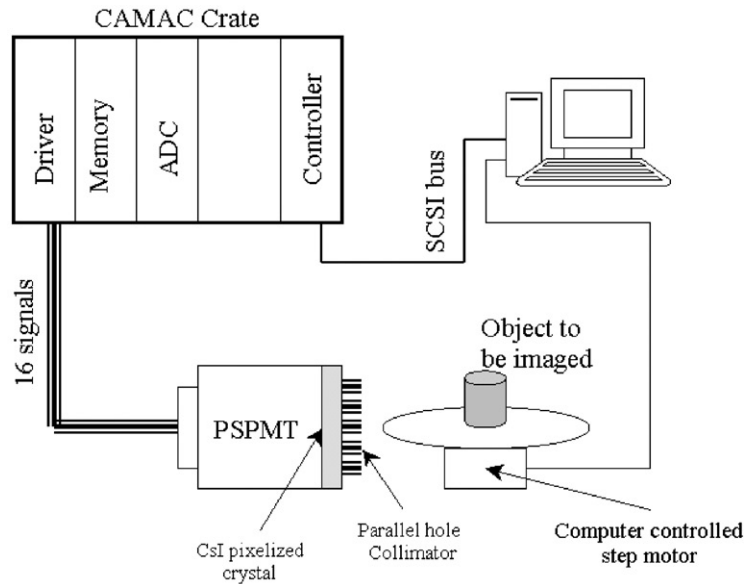 CAMAC Crate
Driver
Memory
ADC
Controller
SCSI bus
16 signals
Object to
be imaged
PSPMT
CsI pixelized
crystal
Parallel hole
Collimator
Computer controlled
step motor